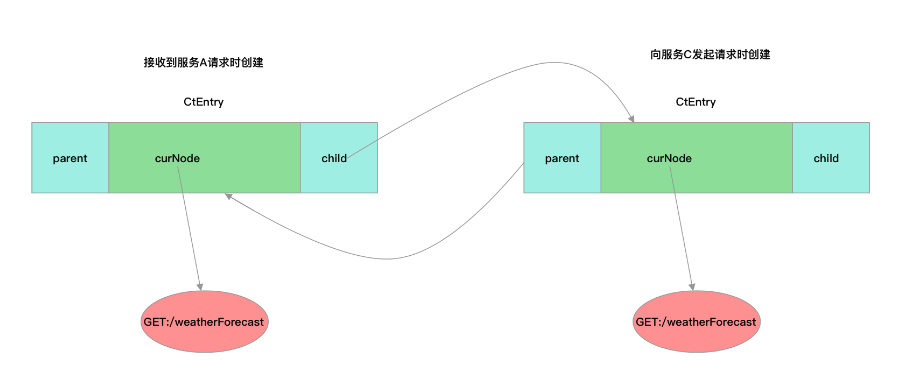 接收到服务A请求时创建
向服务C发起请求时创建
CtEntry
CtEntry
parent
curNode
child
parent
curNode
child
GET:/weatherForecast
GET:/weatherForecast